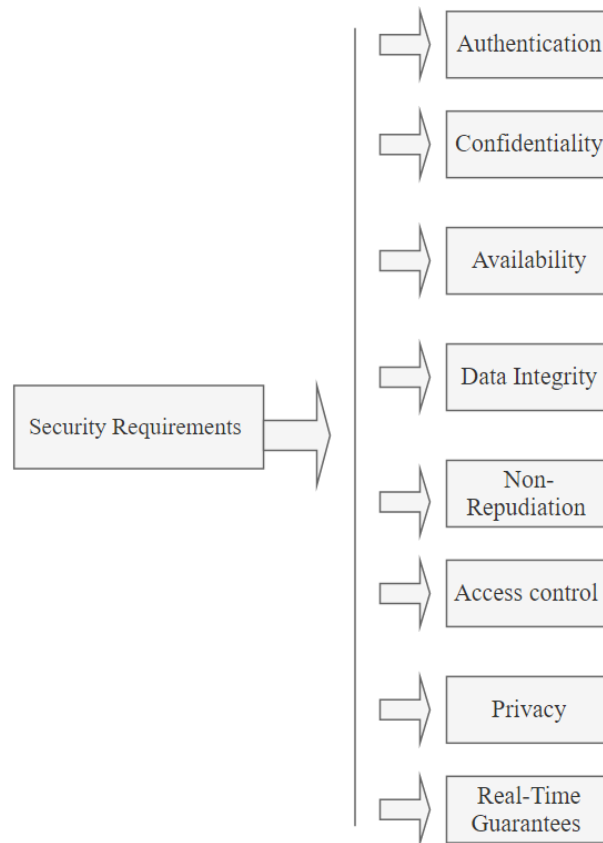 Authentication
Confidentiality
Availability
Data Integrity
Security Requirements
Non-
Repudiation
Access control
Privacy
Real-Time
Guarantees